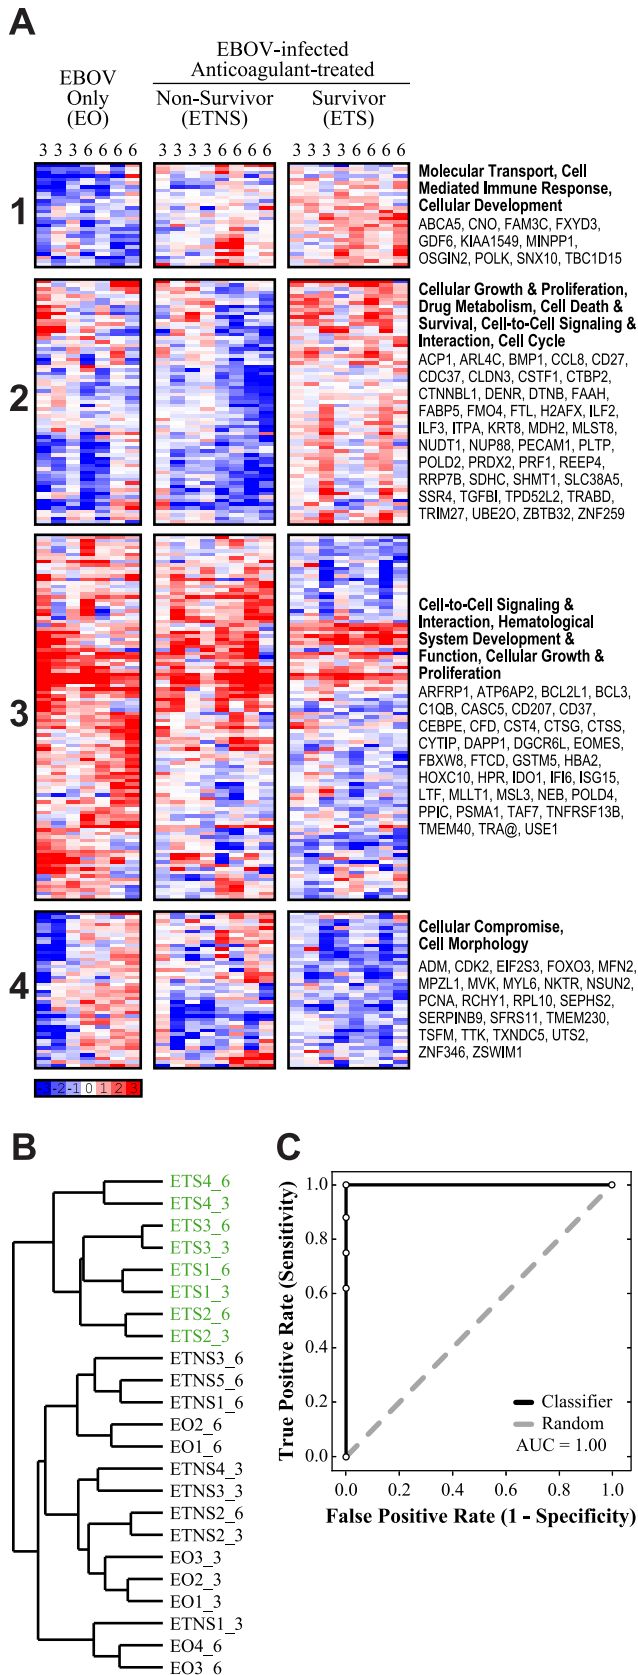 A
EBOV-infected
Anticoagulant-treated
EBOV
Only
(EO)
Non-Survivor
(ETNS)
Survivor
(ETS)
3 3 3 6 6 6 6
3 3 3 3 6 6 6 6
3 3 3 3 6 6 6 6
1
Molecular Transport, Cell
Mediated Immune Response,
Cellular Development
ABCA5, CNO, FAM3C, FXYD3,
GDF6, KIAA1549, MINPP1,
OSGIN2, POLK, SNX10, TBC1D15
2
Cellular Growth & Proliferation,
Drug Metabolism, Cell Death &
Survival, Cell-to-Cell Signaling &
Interaction, Cell Cycle
ACP1, ARL4C, BMP1, CCL8, CD27,
CDC37, CLDN3, CSTF1, CTBP2,
CTNNBL1, DENR, DTNB, FAAH,
FABP5, FMO4, FTL, H2AFX, ILF2,
ILF3, ITPA, KRT8, MDH2, MLST8,
NUDT1, NUP88, PECAM1, PLTP,
POLD2, PRDX2, PRF1, REEP4,
RRP7B, SDHC, SHMT1, SLC38A5,
SSR4, TGFBI, TPD52L2, TRABD,
TRIM27, UBE2O, ZBTB32, ZNF259
3
Cell-to-Cell Signaling &
Interaction, Hematological
System Development &
Function, Cellular Growth &
Proliferation
ARFRP1, ATP6AP2, BCL2L1, BCL3,
C1QB, CASC5, CD207, CD37,
CEBPE, CFD, CST4, CTSG, CTSS,
CYTIP, DAPP1, DGCR6L, EOMES,
FBXW8, FTCD, GSTM5, HBA2,
HOXC10, HPR, IDO1, IFI6, ISG15,
LTF, MLLT1, MSL3, NEB, POLD4,
PPIC, PSMA1, TAF7, TNFRSF13B,
TMEM40, TRA@, USE1
4
Cellular Compromise,
Cell Morphology
ADM, CDK2, EIF2S3, FOXO3, MFN2,
MPZL1, MVK, MYL6, NKTR, NSUN2,
PCNA, RCHY1, RPL10, SEPHS2,
SERPINB9, SFRS11, TMEM230,
TSFM, TTK, TXNDC5, UTS2,
ZNF346, ZSWIM1
-3 -2 -1 0 1 2 3
B
ETS4_6
ETS4_3
ETS3_6
ETS3_3
ETS1_6
ETS1_3
ETS2_6
ETS2_3
ETNS3_6
ETNS5_6
ETNS1_6
EO2_6
EO1_6
ETNS4_3
ETNS3_3
ETNS2_6
ETNS2_3
EO3_3
EO2_3
EO1_3
ETNS1_3
EO4_6
EO3_6
C
True Positive Rate (Sensitivity)
1.0
0.8
0.6
0.4
0.2
0.0
Classifier
Random
AUC = 1.00
0.0 0.2 0.4 0.6 0.8 1.0
False Positive Rate (1 - Specificity)